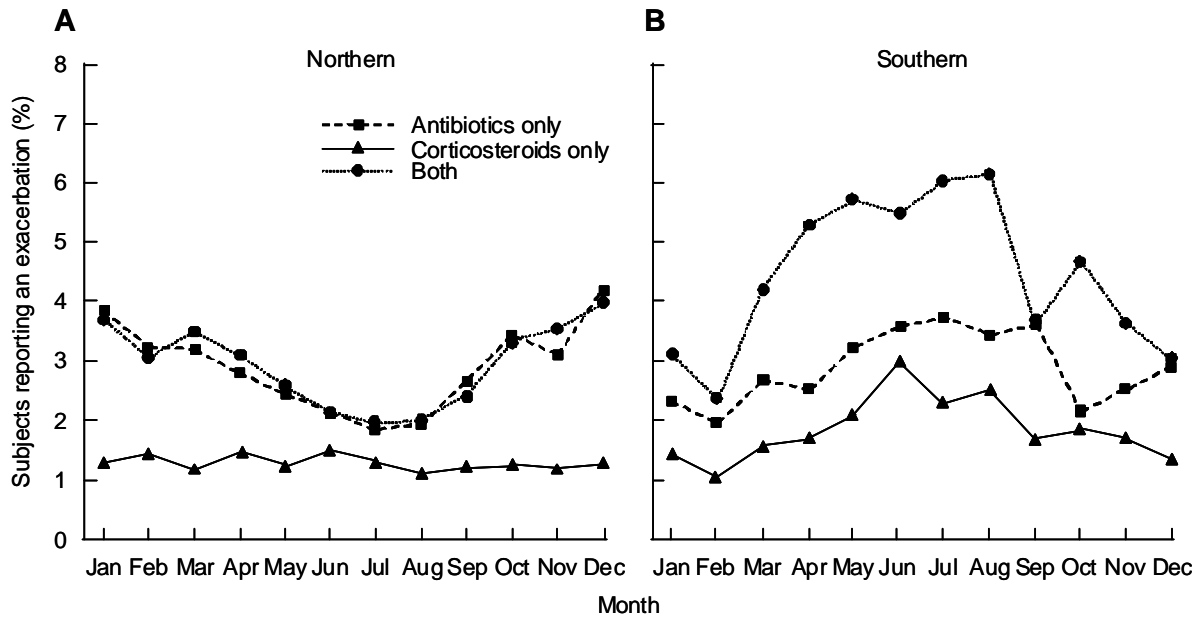 A
B
Northern
Southern
Antibiotics only
Corticosteroids only
Both
Subjects reporting an exacerbation (%)
8
7
6
5
4
3
2
1
0
Jan Feb Mar Apr May Jun Jul Aug Sep Oct Nov Dec
Jan Feb Mar Apr May Jun Jul Aug Sep Oct Nov Dec
Month